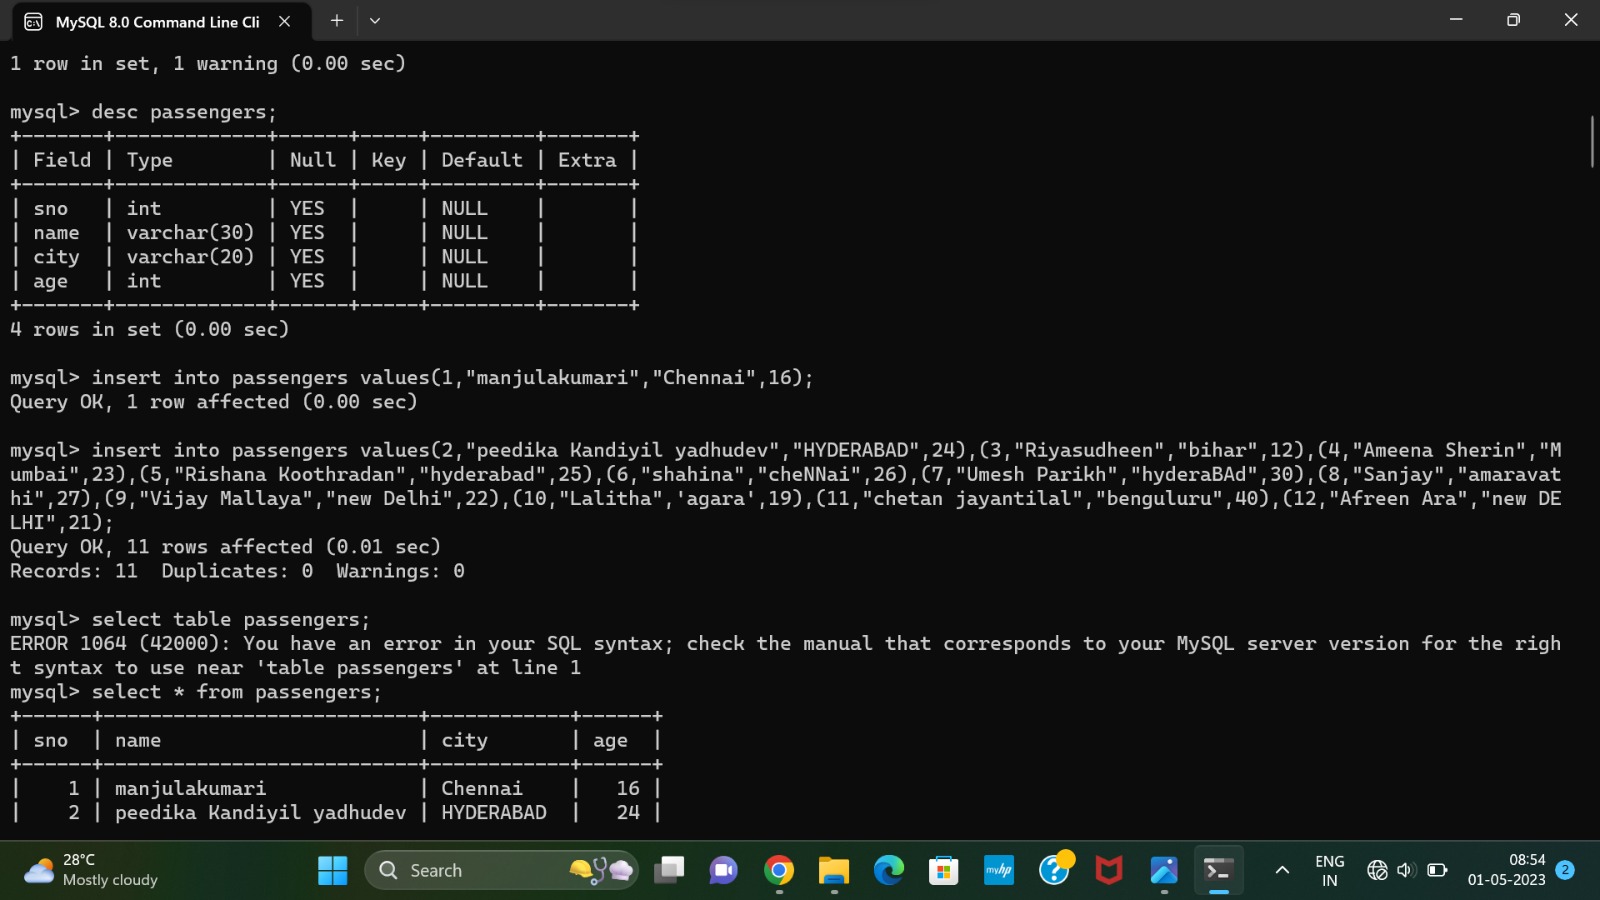 MySQL 8.0 Command Line Cli
1 row in set, 1 warning (0.00 sec)
mysql> desc passengers;
+-------+-------------+------+-----+---------+-------+
| Field | Type        | Null | Key | Default | Extra |
+-------+-------------+------+-----+---------+-------+
| sno   | int         | YES  |     | NULL    |       |
| name  | varchar(30) | YES  |     | NULL    |       |
| city  | varchar(20) | YES  |     | NULL    |       |
| age   | int         | YES  |     | NULL    |       |
+-------+-------------+------+-----+---------+-------+
4 rows in set (0.00 sec)
mysql> insert into passengers values(1,"manjulakumari","Chennai",16);
Query OK, 1 row affected (0.00 sec)
mysql> insert into passengers values(2,"peedika Kandiyil yadhudev","HYDERABAD",24),(3,"Riyasudheen","bihar",12),(4,"Ameena Sherin","M
umbai",23),(5,"Rishana Koothradan","hyderabad",25),(6,"shahina","cheNNai",26),(7,"Umesh Parikh","hyderaBAd",30),(8,"Sanjay","amaravat
hi",27),(9,"Vijay Mallaya","new Delhi",22),(10,"Lalitha",'agara',19),(11,"chetan jayantilal","benguluru",40),(12,"Afreen Ara","new DE
LHI",21);
Query OK, 11 rows affected (0.01 sec)
Records: 11  Duplicates: 0  Warnings: 0
mysql> select table passengers;
ERROR 1064 (42000): You have an error in your SQL syntax; check the manual that corresponds to your MySQL server version for the righ
t syntax to use near 'table passengers' at line 1
mysql> select * from passengers;
+------+---------------------------+------------+------+
| sno  | name                      | city       | age  |
+------+---------------------------+------------+------+
|    1 | manjulakumari             | Chennai    |   16 |
|    2 | peedika Kandiyil yadhudev | HYDERABAD  |   24 |
28°C
Mostly cloudy
Search
myhp
ENG
IN
08:54
01-05-2023
2